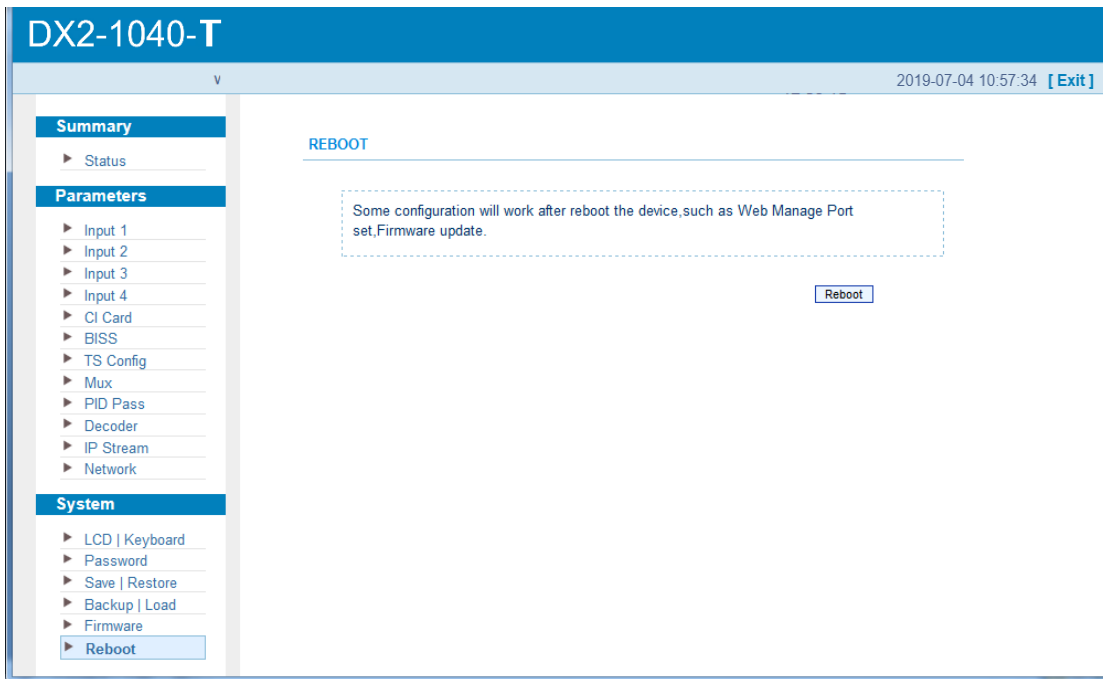 DX2-1040-T
v
2019-07-04 10:57:34 [ Exit ]
Summary
Status
Parameters
Input 1
Input 2
Input 3
Input 4
CI Card
BISS
TS Config
Mux
PID Pass
Decoder
IP Stream
Network
System
LCD | Keyboard
Password
Save | Restore
Backup | Load
Firmware
Reboot
REBOOT
Some configuration will work after reboot the device,such as Web Manage Port
set,Firmware update.
Reboot